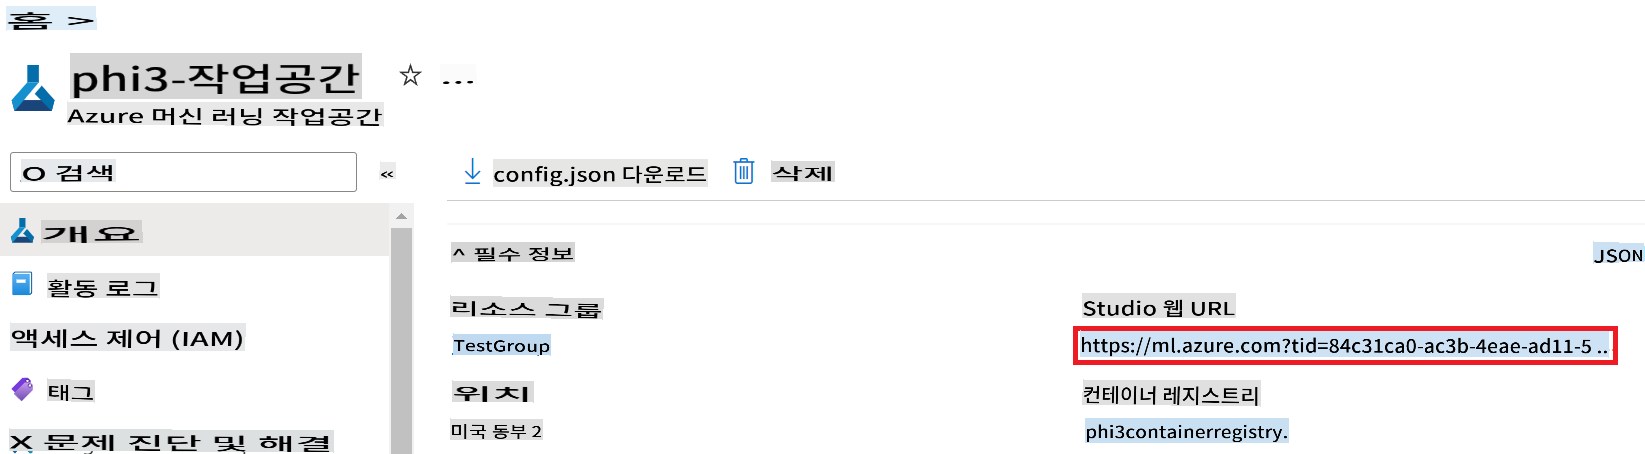 홈 >
phi3-작업공간 ☆ ...
Azure 머신 러닝 작업공간
O 검색 «
config.json 다운로드 삭제
개요
활동 로그
액세스 제어 (IAM)
태그
X 문제 진단 및 해결
^ 필수 정보
JSON
리소스 그룹
TestGroup
위치
미국 동부 2
Studio 웹 URL
https://ml.azure.com?tid=84c31ca0-ac3b-4eae-ad11-5 ..
컨테이너 레지스트리
phi3containerregistry.